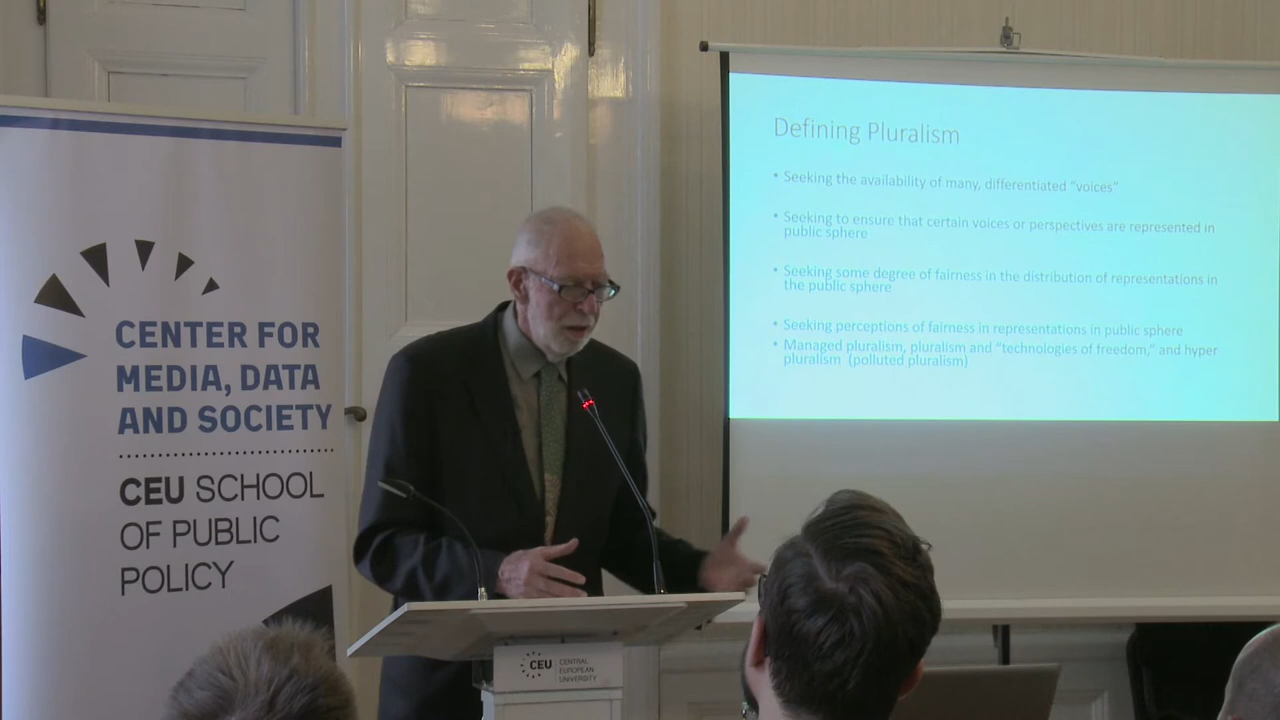 CENTER FOR
MEDIA, DATA
AND SOCIETY
CEU SCHOOL
OF PUBLIC
POLICY
Defining Pluralism
• Seeking the availability of many, differentiated “voices”
• Seeking to ensure that certain voices or perspectives are represented in
public sphere
• Seeking some degree of fairness in the distribution of representations in
the public sphere
• Seeking perceptions of fairness in representations in public sphere
• Managed pluralism, pluralism and “technologies of freedom,” and hyper
pluralism (polluted pluralism)
CEU
CENTRAL
EUROPEAN
UNIVERSITY